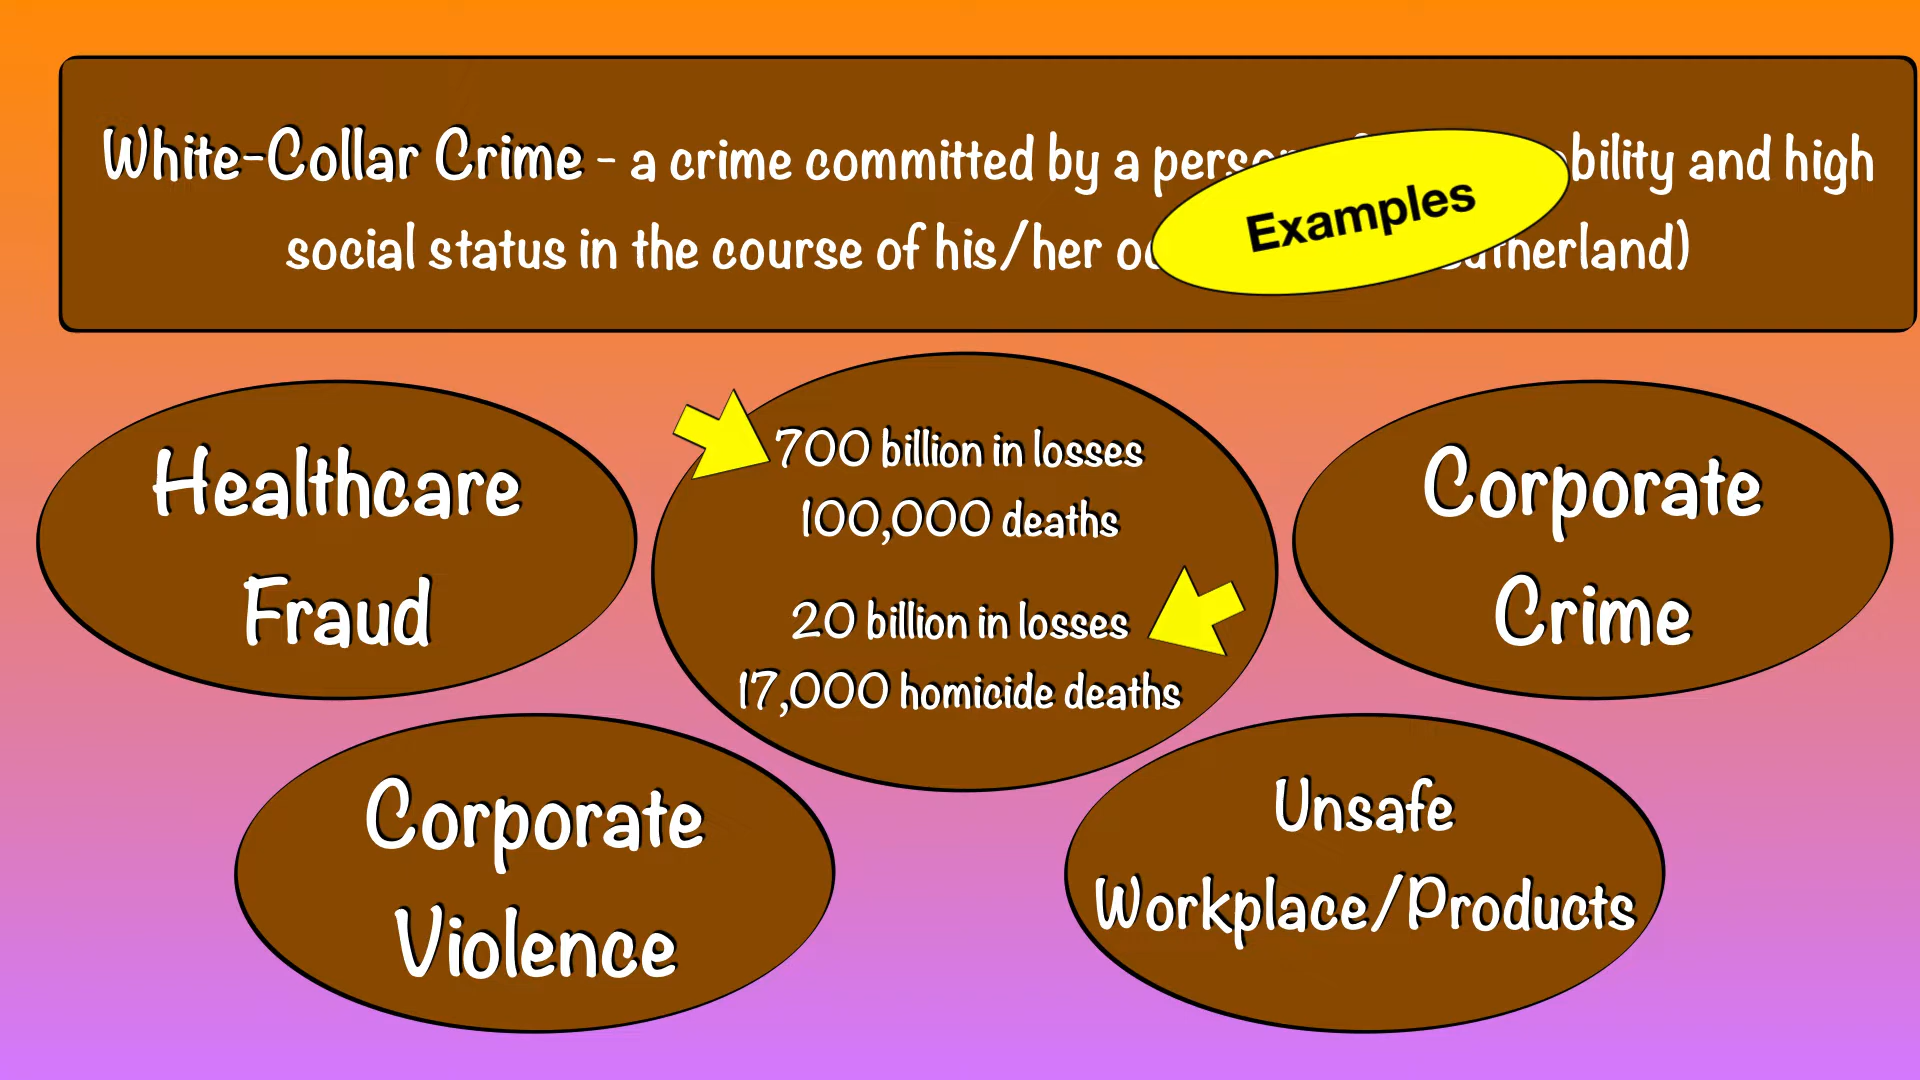 White-Collar Crime - a crime committed by a bility and high
social status in the course of his/her
Examples
Healthcare
Fraud
700 billion in losses
100,000 deaths
20 billion in losses
17,000 homicide deaths
Corporate
Crime
Corporate
Violence
Unsafe
Workplace/Products